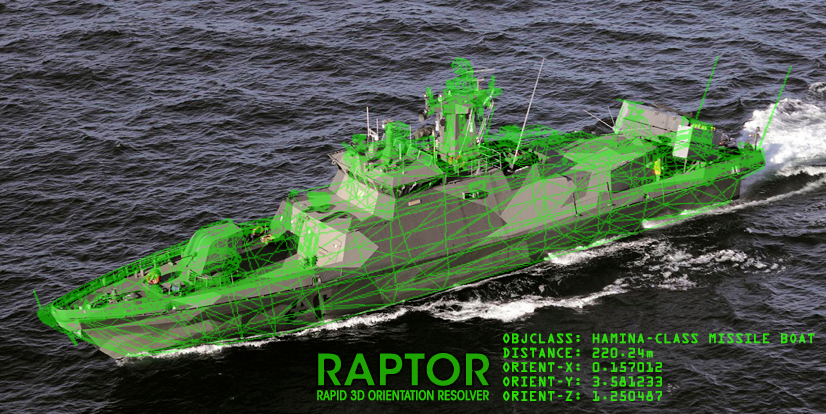 RAPTOR
RAPID 3D ORIENTATION RESOLVER
OBJCLASS: HAMINA-CLASS MISSILE BOAT
DISTANCE: 220.24m
ORIENT-X: 0.157012
ORIENT-Y: 3.581233
ORIENT-Z: 1.250487